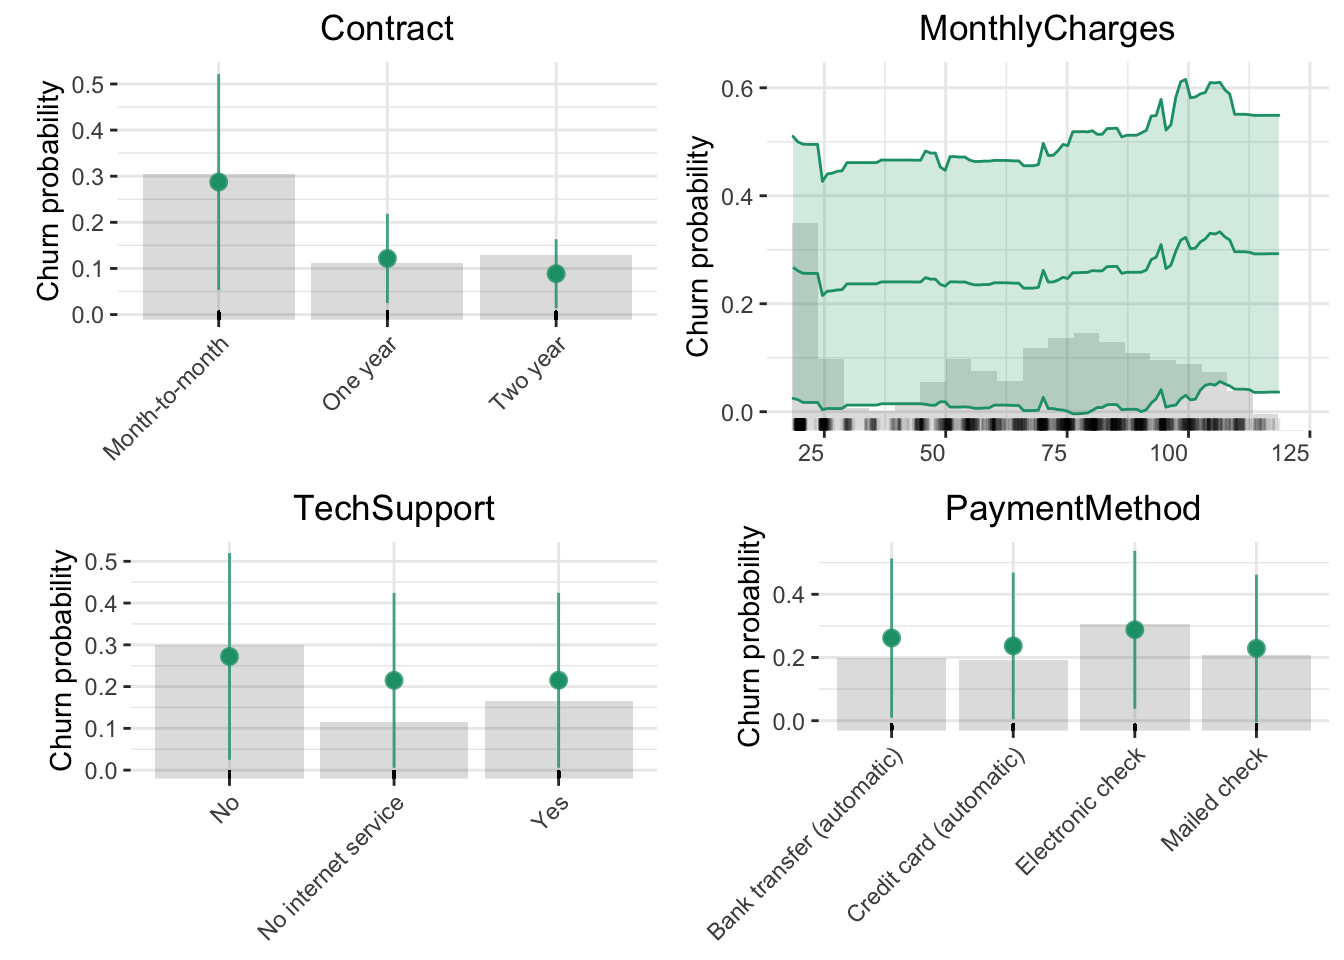 Contract
Churn probability
0.5
0.4
0.3
0.2
0.1
0.0
Month-to-month
One year
Two year
MonthlyCharges
Churn probability
0.6
0.4
0.2
0.0
25
50
75
100
125
TechSupport
Churn probability
0.5
0.4
0.3
0.2
0.1
0.0
No
No internet service
Yes
PaymentMethod
Churn probability
0.4
0.2
0.0
Bank transfer (automatic)
Credit card (automatic)
Electronic check
Mailed check